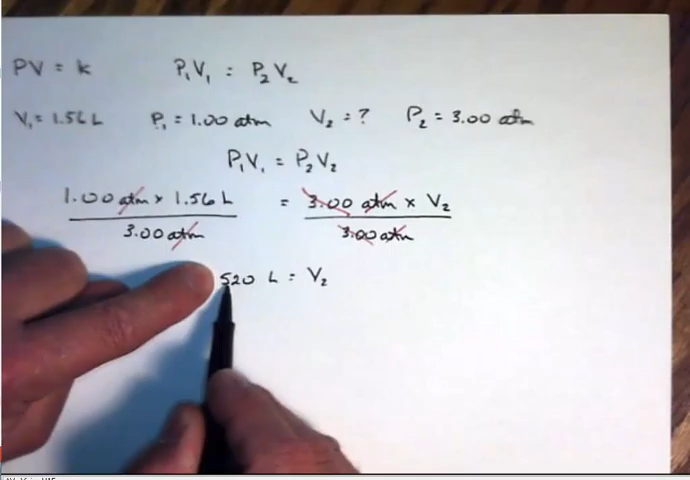 PV = k P₁V₁ = P₂V₂
V₁ = 1.56 L P₁ = 1.00 atm V₂ = ? P₂ = 3.00 atm
P₁V₁ = P₂V₂
1.00 atm x 1.56 L = 3.00 atm x V₂
3.00 atm 3.00 atm
520 L = V₂